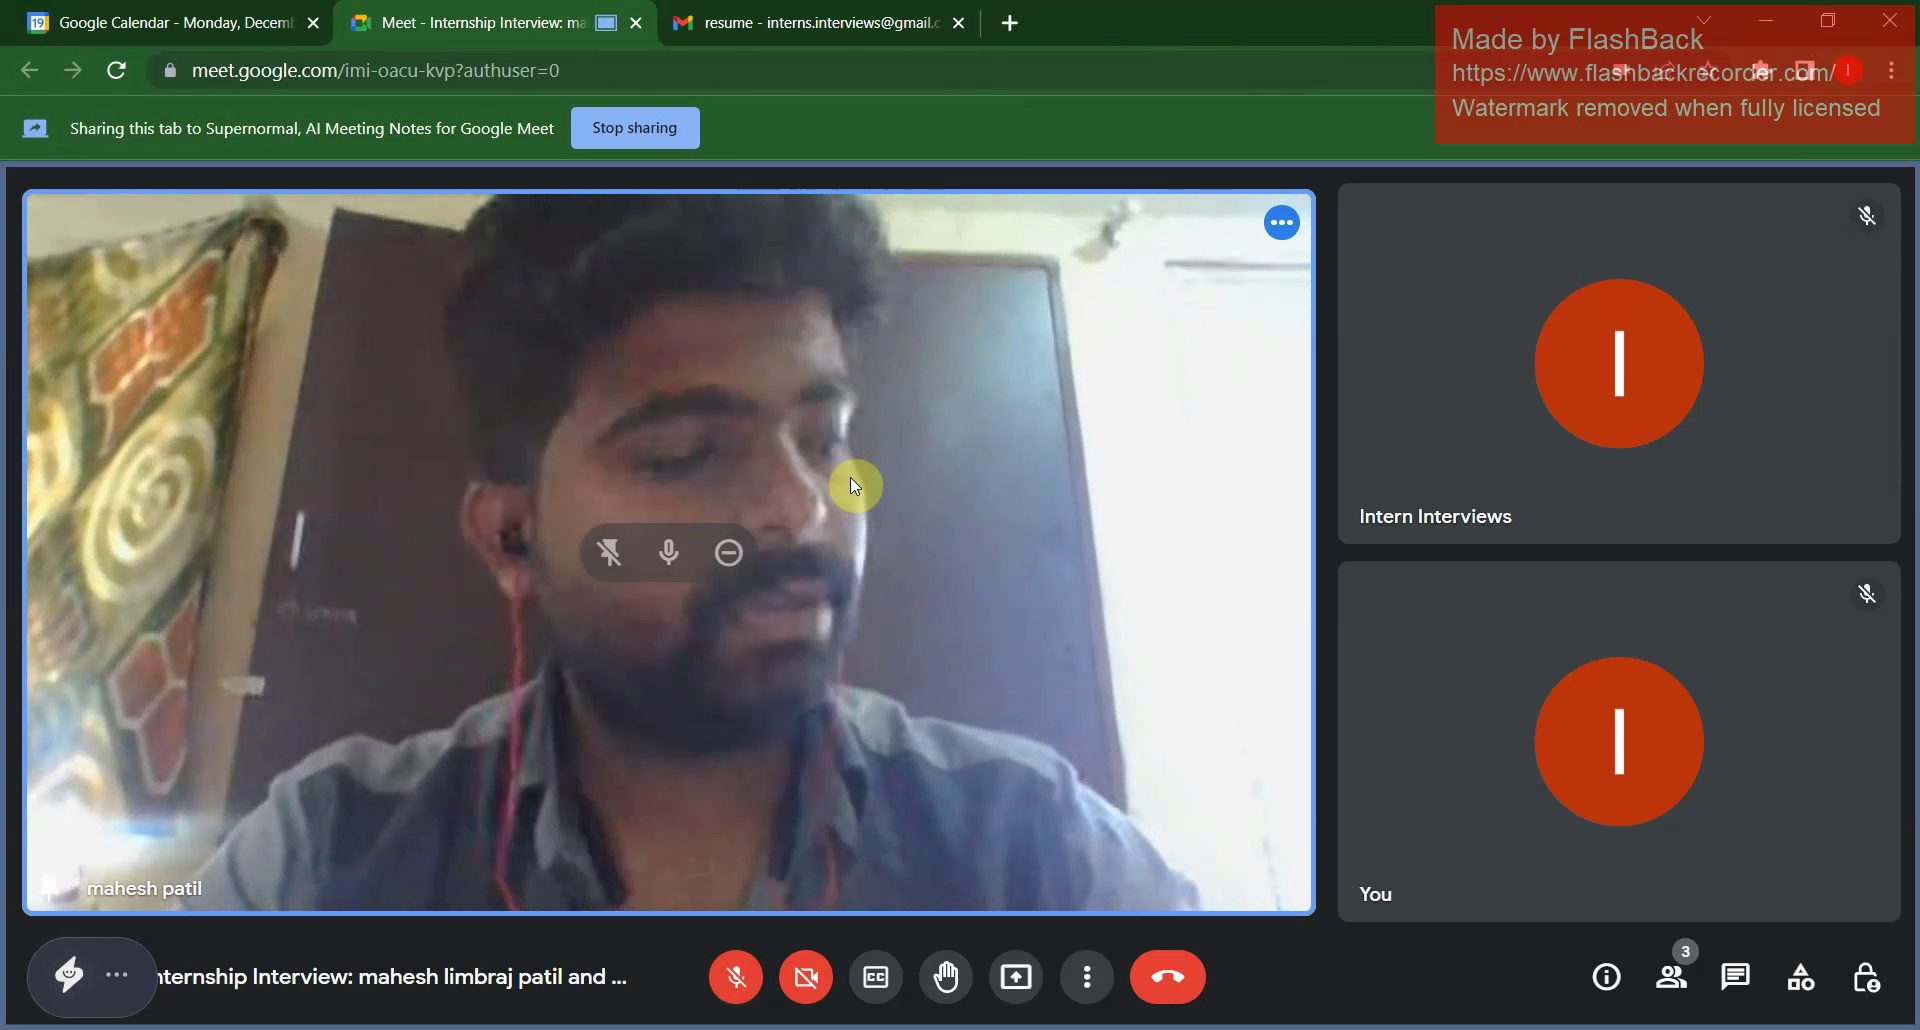 19
Google Calendar - Monday, Decem
Meet - Internship Interview: ma
resume - interns.interviews@gmail.c
meet.google.com/imi-oacu-kvp?authuser=0
Made by FlashBack
https://www.flashbackrecorder.com/
Watermark removed when fully licensed
Sharing this tab to Supernormal, AI Meeting Notes for Google Meet
Stop sharing
I
Intern Interviews
I
You
mahesh patil
nternship Interview: mahesh limbraj patil and ...
CC
3